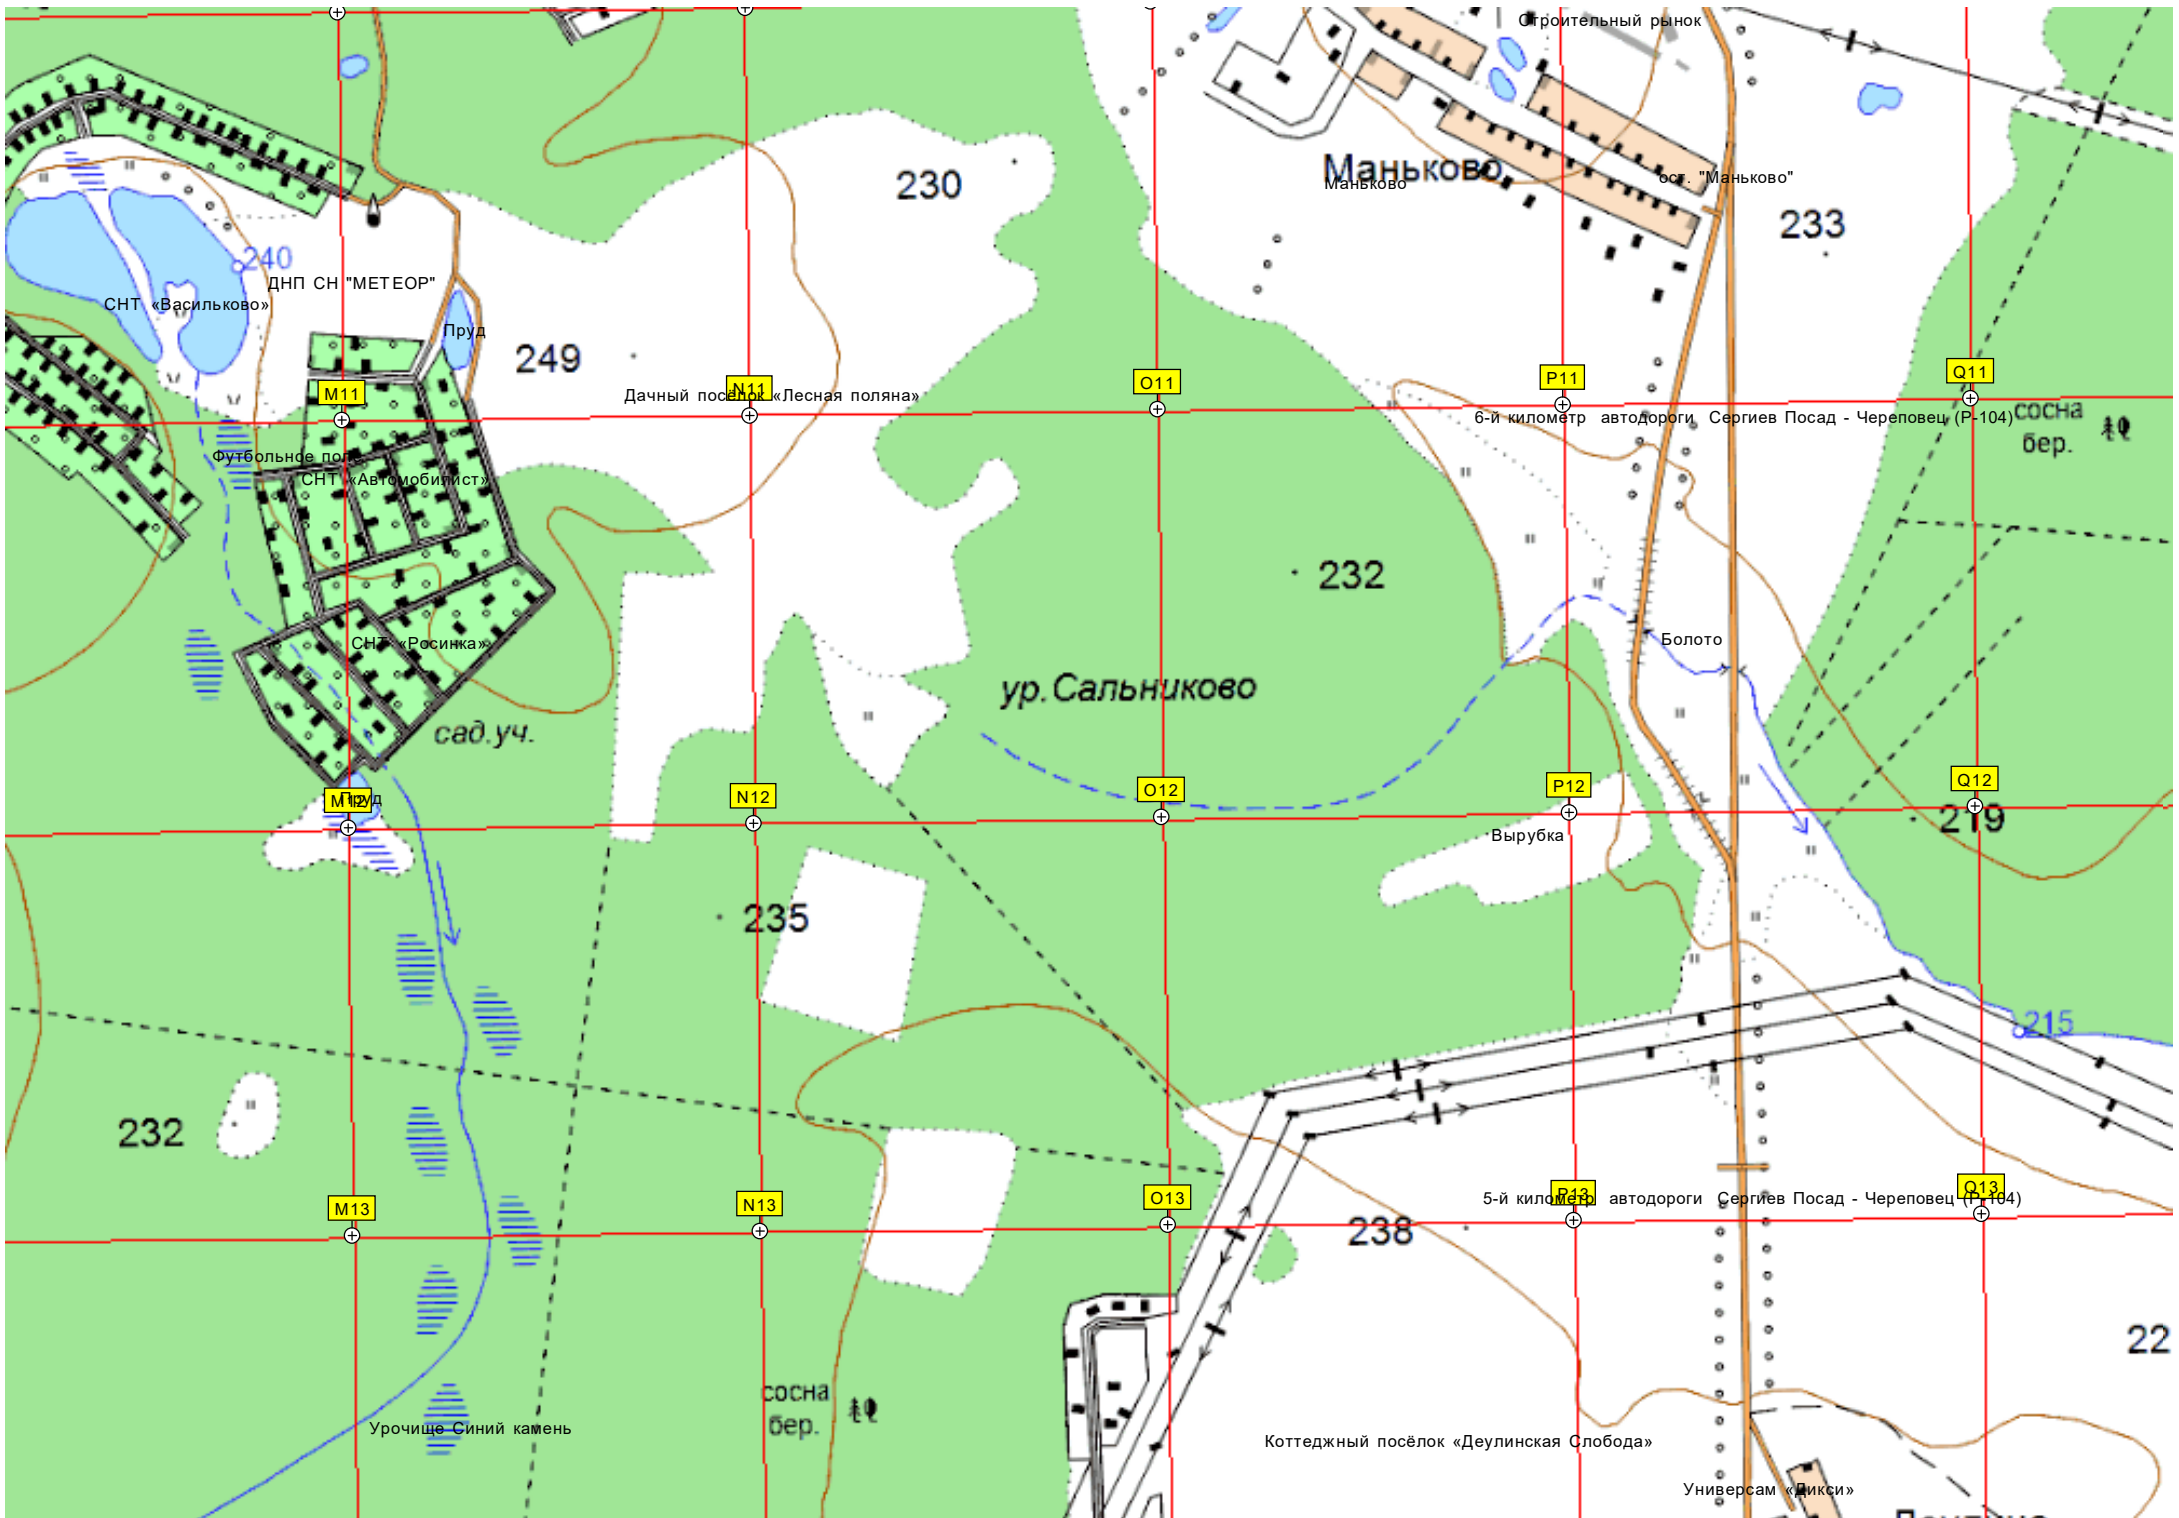 Строительный рынок
Маньково
Маньково
ост. "Маньково"
230
233
240
ДНП СН "МЕТЕОР"
СНТ «Васильково»
Пруд
249
M11
N11
O11
P11
Q11
Дачный посёлок «Лесная поляна»
6-й километр автодороги Сергиев Посад - Череповец (Р-104)
сосна
бер.
Футбольное поле
СНТ «Автомобилист»
232
СНТ «Росинка»
Болото
ур. Сальниково
сад.уч.
M12
Пруд
N12
O12
P12
Q12
219
Вырубка
235
215
232
M13
N13
O13
P13
Q13
5-й километр автодороги Сергиев Посад - Череповец (Р-104)
238
22
сосна
бер.
Урочище Синий камень
Коттеджный посёлок «Деулинская Слобода»
Универсам «Дикси»